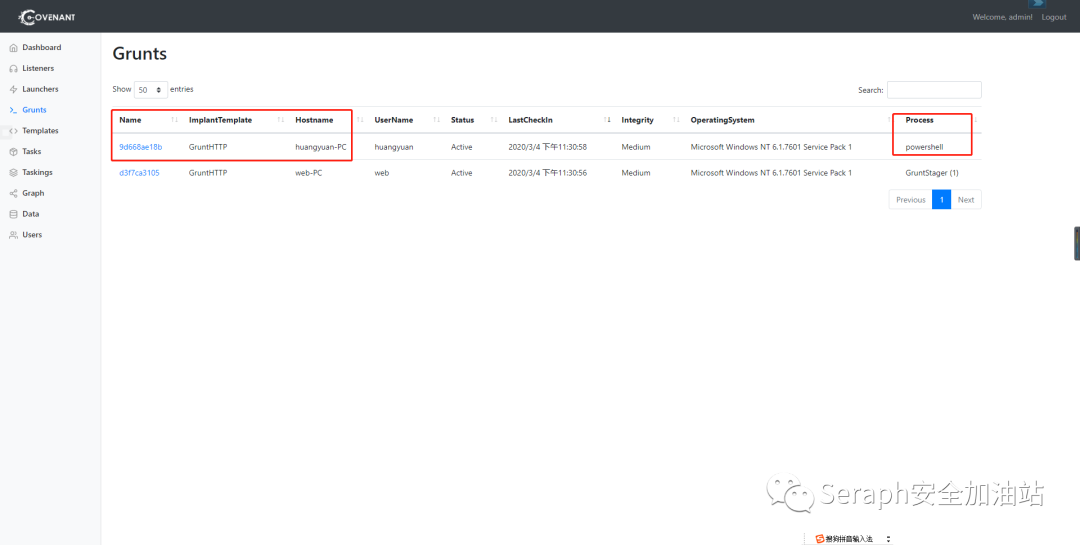 COVENANT
Welcome, admin! Logout
Dashboard
Listeners
Launchers
Grunts
Templates
Tasks
Taskings
Graph
Data
Users
Grunts
Show 50 entries
Search:
Name ImplantTemplate Hostname UserName Status LastCheckIn Integrity OperatingSystem Process
9d668ae18b GruntHTTP huangyuan-PC huangyuan Active 2020/3/4 下午11:30:58 Medium Microsoft Windows NT 6.1.7601 Service Pack 1 powershell
d3f7ca3105 GruntHTTP web-PC web Active 2020/3/4 下午11:30:56 Medium Microsoft Windows NT 6.1.7601 Service Pack 1 GruntStager (1)
Previous 1 Next
Seraph安全加油站
搜狗拼音输入法